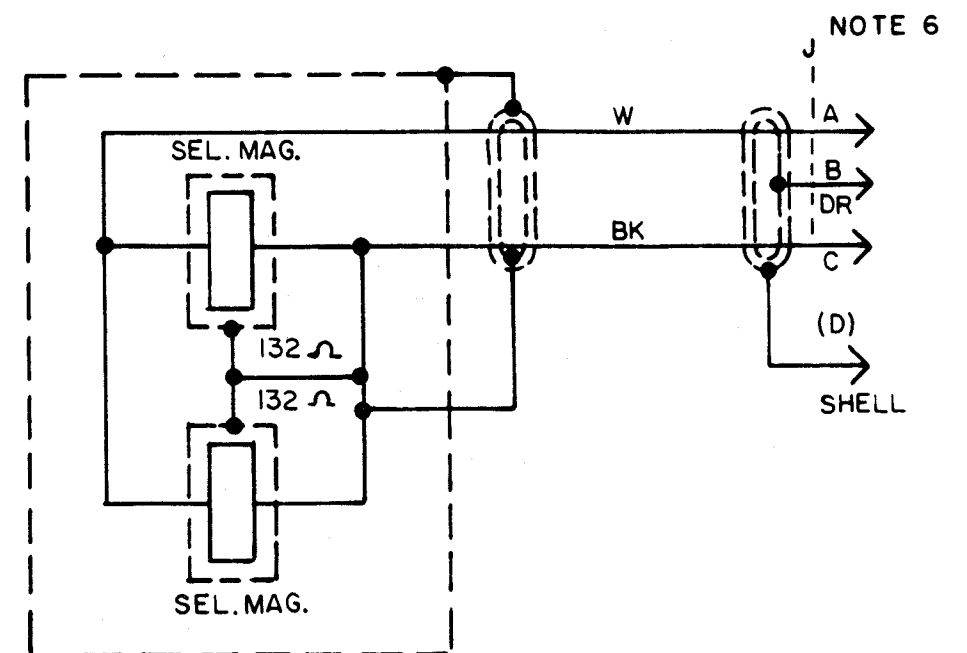 NOTE 6
J
W
A
SEL. MAG.
B
DR
BK
C
(D)
132 Ω
132 Ω
SHELL
SEL. MAG.